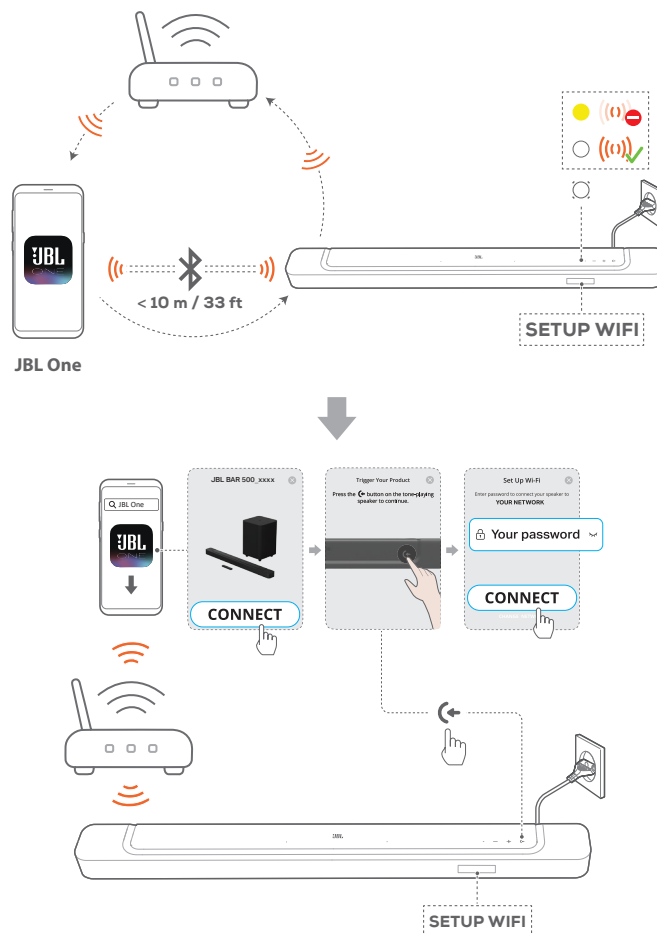 JBL
ONE
JBL
< 10 m / 33 ft
SETUP WIFI
JBL One
JBL One
JBL
ONE
JBL BAR 500_xxxx
CONNECT
Trigger Your Product
Press the button on the tone-playing
speaker to continue.
Set Up Wi-Fi
Enter password to connect your speaker to
YOUR NETWORK
Your password
CONNECT
JBL
SETUP WIFI